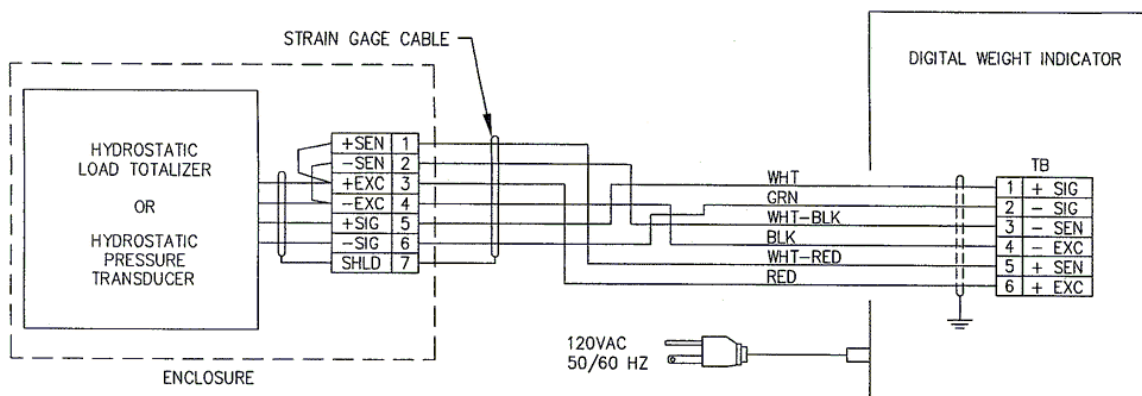 STRAIN GAGE CABLE
DIGITAL WEIGHT INDICATOR
HYDROSTATIC
LOAD TOTALIZER
OR
HYDROSTATIC
PRESSURE
TRANSDUCER
+SEN 1
-SEN 2
+EXC 3
-EXC 4
+SIG 5
-SIG 6
SHLD 7
WHT
GRN
WHT-BLK
BLK
WHT-RED
RED
TB
1 + SIG
2 - SIG
3 - SEN
4 - EXC
5 + SEN
6 + EXC
120VAC
50/60 HZ
ENCLOSURE